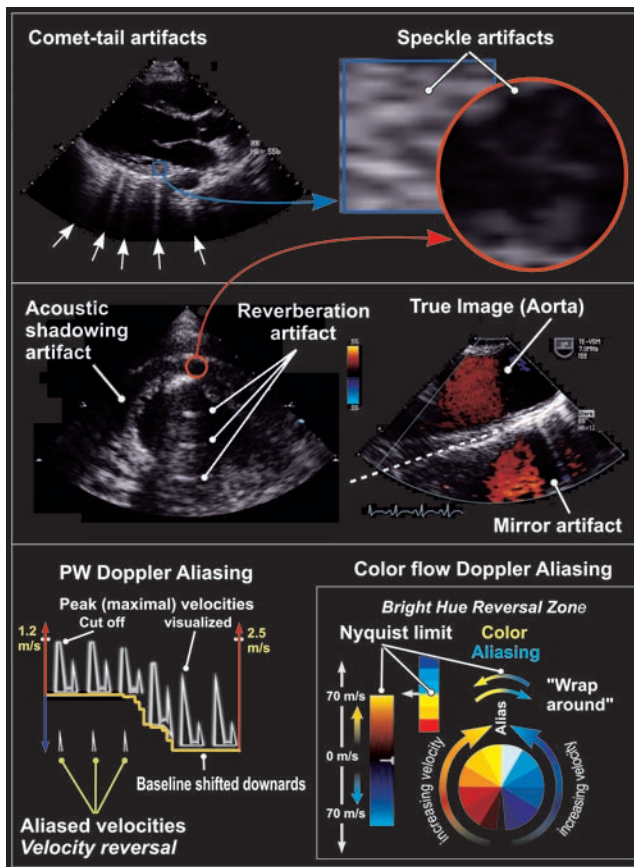 Comet-tail artifacts
Speckle artifacts
Acoustic
shadowing
artifact
Reverberation
artifact
True Image (Aorta)
Mirror artifact
PW Doppler Aliasing
Peak (maximal) velocities
Cut off
visualized
1.2
m/s
2.5
m/s
Baseline shifted downards
Aliased velocities
Velocity reversal
Color flow Doppler Aliasing
Bright Hue Reversal Zone
Nyquist limit
Color
Aliasing
"Wrap
around"
Alias
70 m/s
0 m/s
70 m/s
increasing velocity
increasing velocity